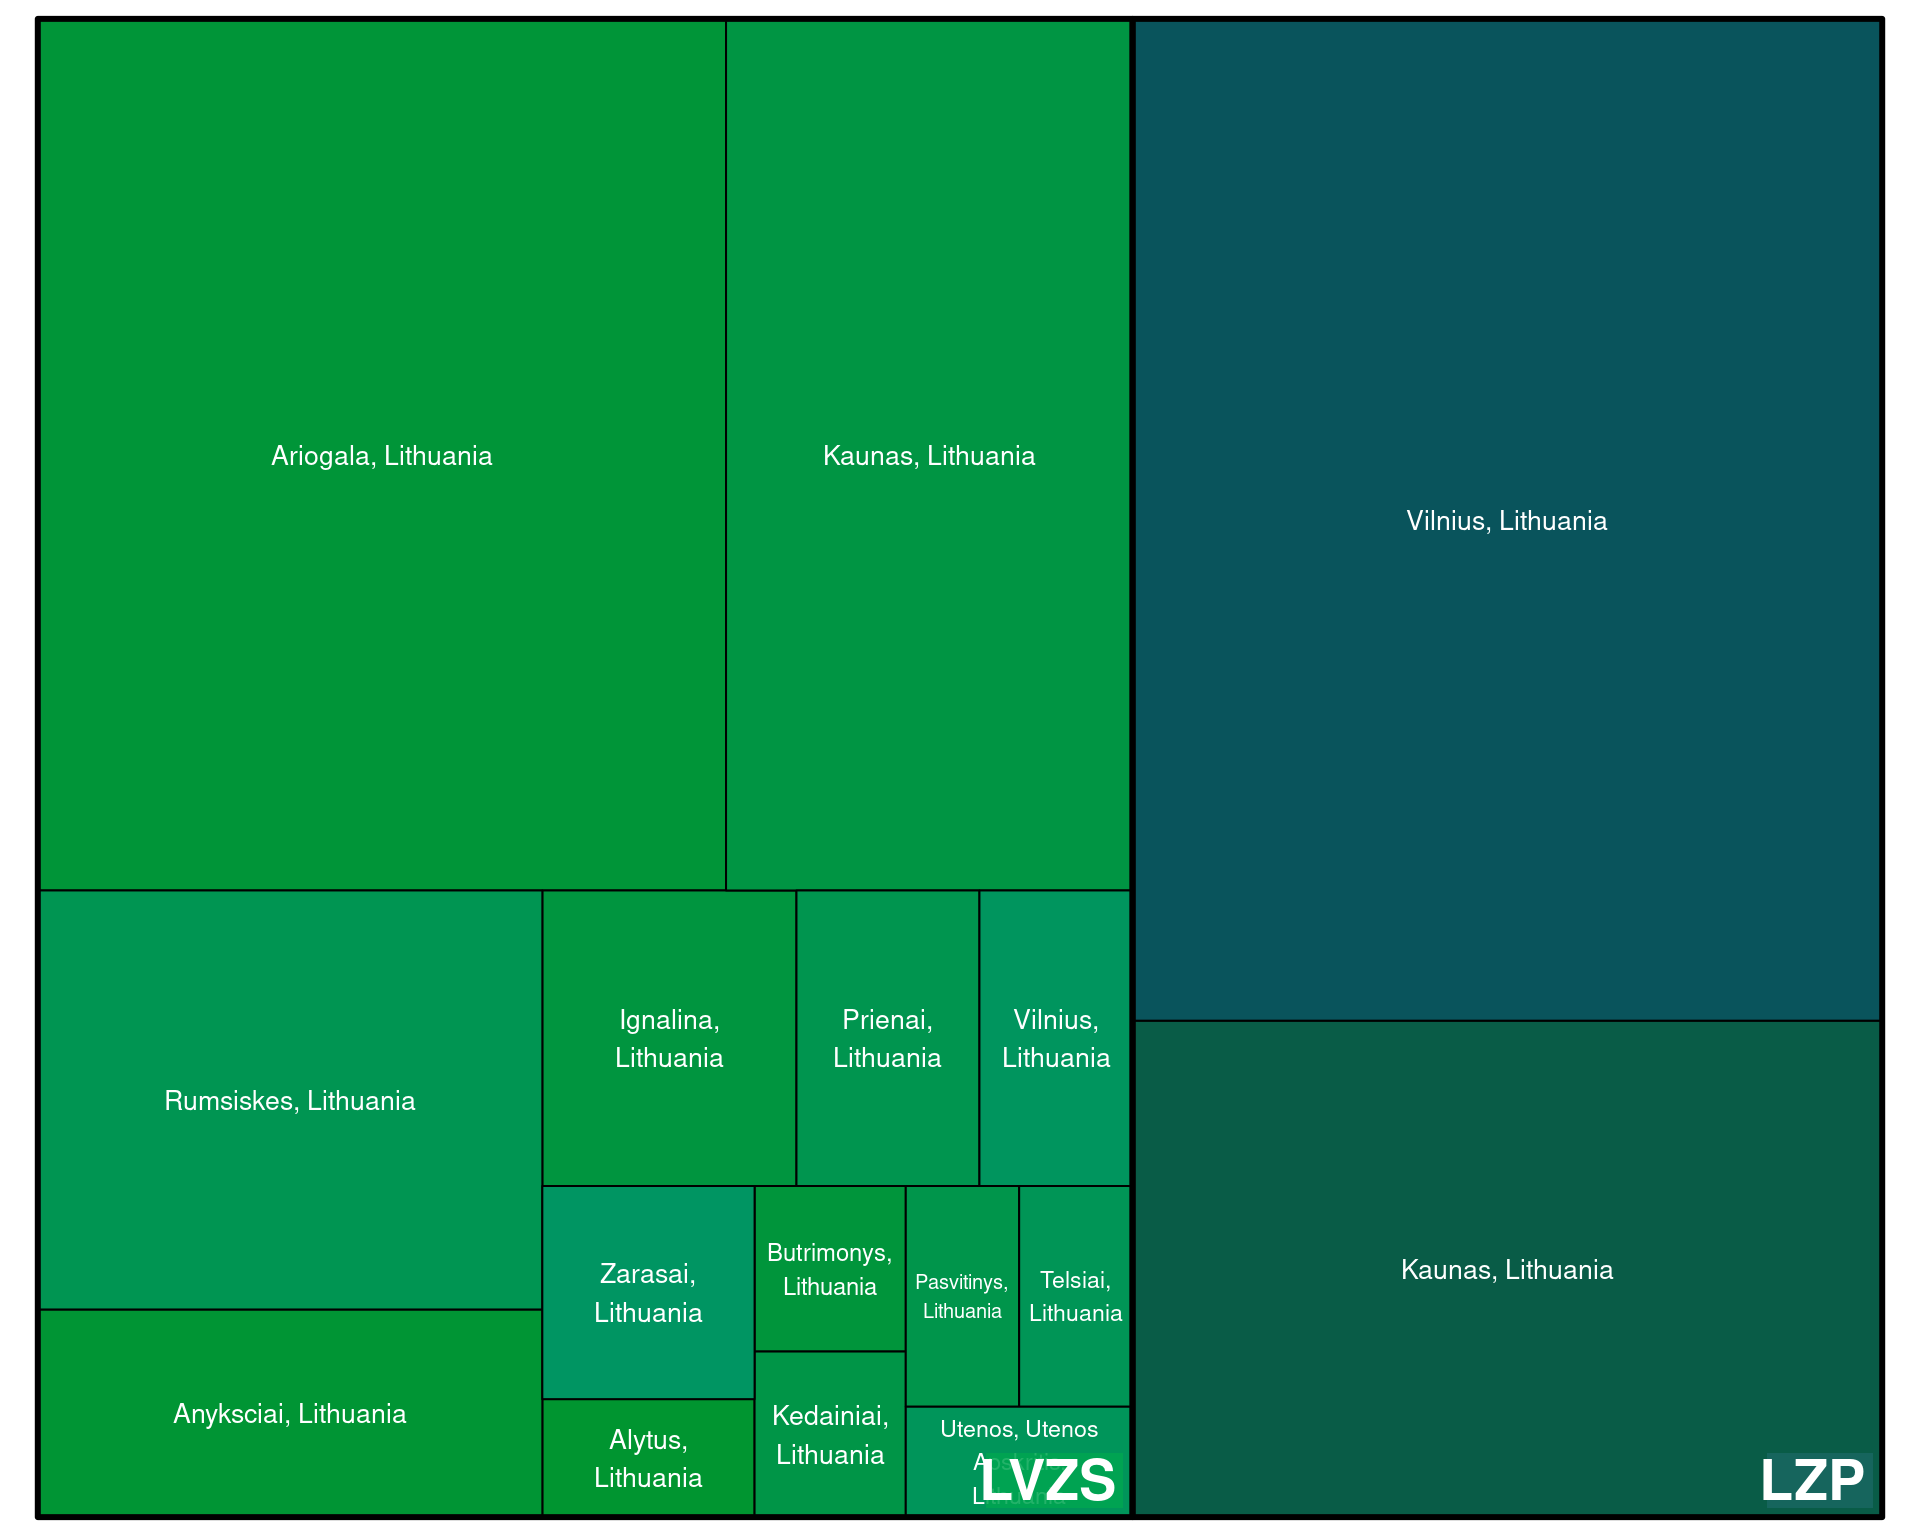 Ariogala, Lithuania
Kaunas, Lithuania
Vilnius, Lithuania
Rumsiskes, Lithuania
Ignalina,
Lithuania
Prienai,
Lithuania
Vilnius,
Lithuania
Zarasai,
Lithuania
Butrimonys,
Lithuania
Pasvitinys,
Lithuania
Telsiai,
Lithuania
Kaunas, Lithuania
Anyksciai, Lithuania
Alytus,
Lithuania
Kedainiai,
Lithuania
Utenos, Utenos
Lithuania
LVZS
LZP